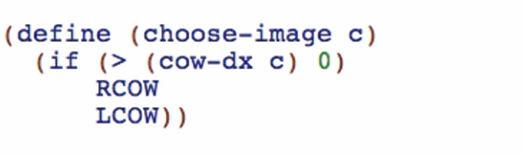 (define (choose-image c)
(if (> (cow-dx c) 0)
RCOW
LCOW))